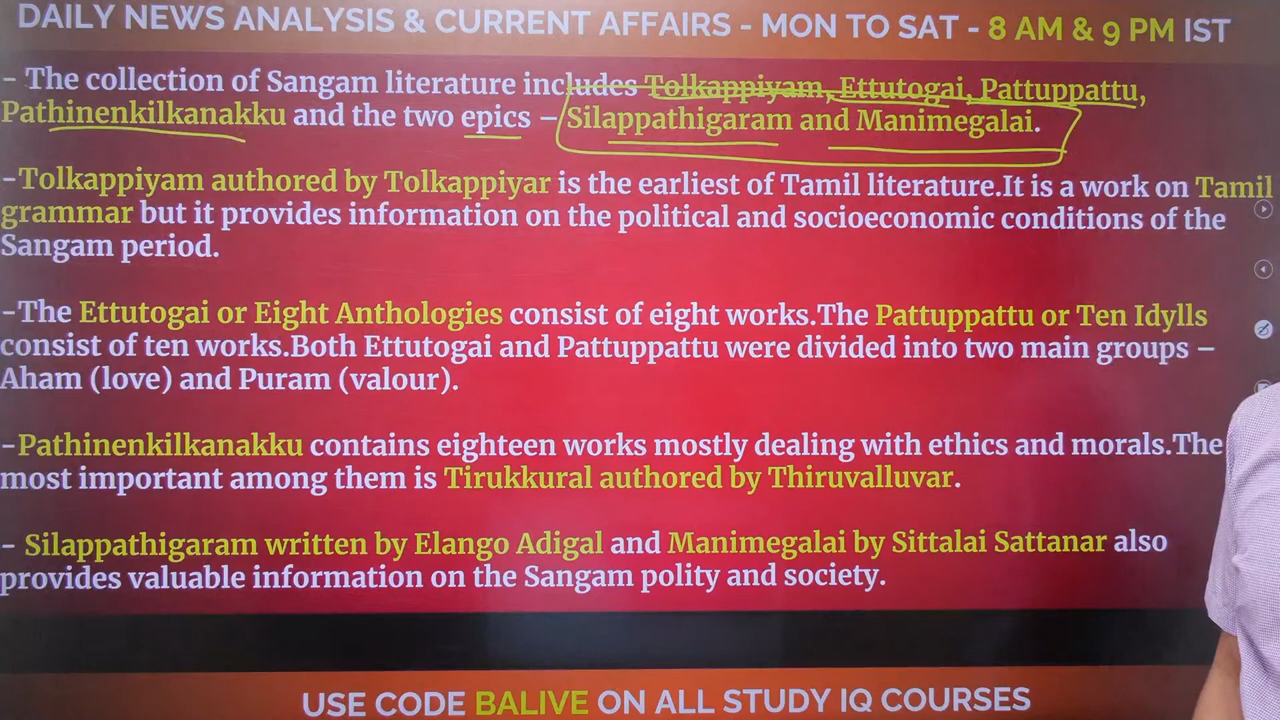 DAILY NEWS ANALYSIS & CURRENT AFFAIRS - MON TO SAT - 8 AM & 9 PM IST
- The collection of Sangam literature includes Tolkappiyam, Ettutogai, Pattuppattu,
Pathinenkilkanakku and the two epics – Silappathigaram and Manimegalai.
-Tolkappiyam authored by Tolkappiyar is the earliest of Tamil literature.It is a work on Tamil
grammar but it provides information on the political and socioeconomic conditions of the
Sangam period.
-The Ettutogai or Eight Anthologies consist of eight works.The Pattuppattu or Ten Idylls
consist of ten works.Both Ettutogai and Pattuppattu were divided into two main groups –
Aham (love) and Puram (valour).
-Pathinenkilkanakku contains eighteen works mostly dealing with ethics and morals.The
most important among them is Tirukkural authored by Thiruvalluvar.
- Silappathigaram written by Elango Adigal and Manimegalai by Sittalai Sattanar also
provides valuable information on the Sangam polity and society.
USE CODE BALIVE ON ALL STUDY IQ COURSES